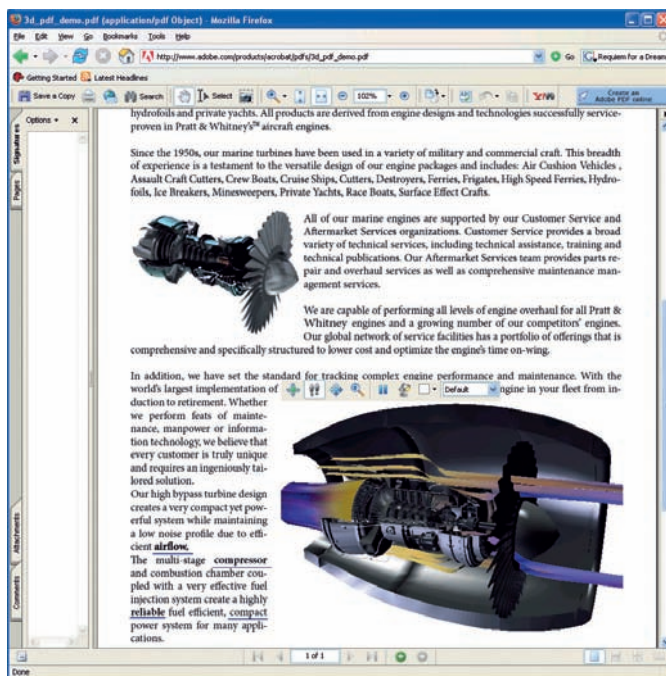 3d_pdf_demo.pdf (application/pdf Object) - Mozilla Firefox
File Edit View Go Bookmarks Tools Help
http://www.adobe.com/products/acrobat/pdfs/3d_pdf_demo.pdf
Go
Requiem for a Dream
Getting Started
Latest Headlines
Save a Copy
Search
Select
102%
Create an
Adobe PDF online
Options
x
Signatures
Pages
Attachments
Comments
hydrofoils and private yachts. All products are derived from engine designs and technologies successfully service-
proven in Pratt & Whitney's™ aircraft engines.
Since the 1950s, our marine turbines have been used in a variety of military and commercial craft. This breadth
of experience is a testament to the versatile design of our engine packages and includes: Air Cushion Vehicles ,
Assault Craft Cutters, Crew Boats, Cruise Ships, Cutters, Destroyers, Ferries, Frigates, High Speed Ferries, Hydro-
foils, Ice Breakers, Minesweepers, Private Yachts, Race Boats, Surface Effect Crafts.
All of our marine engines are supported by our Customer Service and
Aftermarket Services organizations. Customer Service provides a broad
variety of technical services, including technical assistance, training and
technical publications. Our Aftermarket Services team provides parts re-
pair and overhaul services as well as comprehensive maintenance man-
agement services.
We are capable of performing all levels of engine overhaul for all Pratt &
Whitney engines and a growing number of our competitors' engines.
Our global network of service facilities has a portfolio of offerings that is
comprehensive and specifically structured to lower cost and optimize the engine's time on-wing.
In addition, we have set the standard for tracking complex engine performance and maintenance. With the
world's largest implementation of
Default
ngine in your fleet from in-
duction to retirement. Whether
we perform feats of mainte-
nance, manpower or informa-
tion technology, we believe that
every customer is truly unique
and requires an ingeniously tai-
lored solution.
Our high bypass turbine design
creates a very compact yet pow-
erful system while maintaining
a low noise profile due to effi-
cient airflow.
The multi-stage compressor
and combustion chamber cou-
pled with a very effective fuel
injection system create a highly
reliable fuel efficient, compact
power system for many appli-
cations.
1 of 1
Done